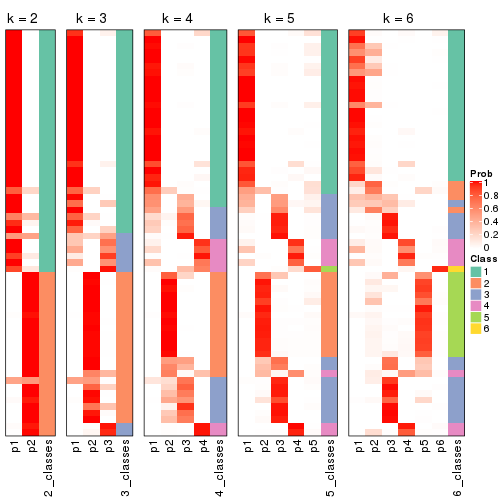 k = 2
k = 3
k = 4
k = 5
k = 6
p1
p2
2_classes
p1
p2
p3
3_classes
p1
p2
p3
p4
4_classes
p1
p2
p3
p4
p5
5_classes
p1
p2
p3
p4
p5
p6
6_classes
Prob
1
0.8
0.6
0.4
0.2
0
Class
1
2
3
4
5
6